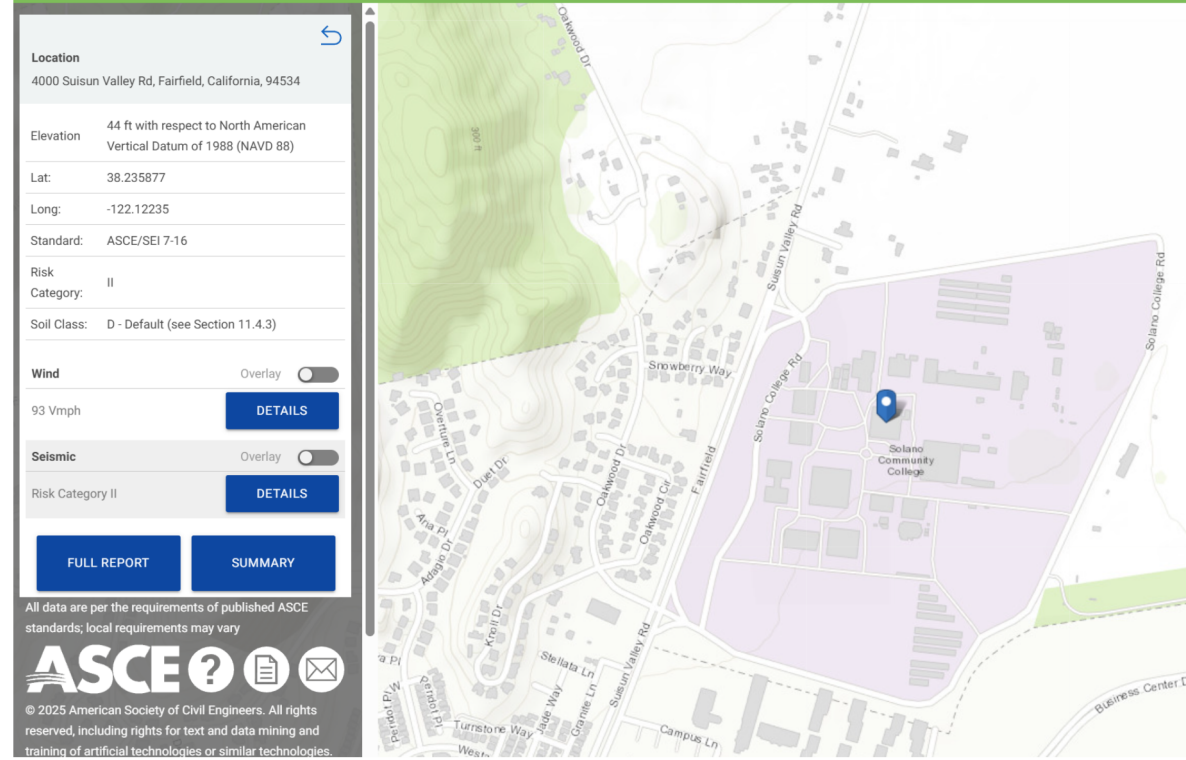 Location
4000 Suisun Valley Rd, Fairfield, California, 94534
Elevation
44 ft with respect to North American
Vertical Datum of 1988 (NAVD 88)
Lat:
38.235877
Long:
-122.12235
Standard:
ASCE/SEI 7-16
Risk
Category:
II
Soil Class:
D - Default (see Section 11.4.3)
Wind
Overlay
93 Vmph
DETAILS
Seismic
Overlay
Risk Category II
DETAILS
FULL REPORT
SUMMARY
All data are per the requirements of published ASCE
standards; local requirements may vary
ASCE
?
© 2025 American Society of Civil Engineers. All rights
reserved, including rights for text and data mining and
training of artificial technologies or similar technologies.
Oakwood Dr
300 ft
Suisun Valley Rd
Solano College Rd
Snowberry Way
Solano College Rd
Overture Ln
Solano
Community
College
Duet Dr
Oakwood Dr
Fairfield
Oakwood Cir
Aria Pl
Adagio Dr
Knoll Dr
Suisun Valley Rd
Stellata Ln
Business Center D
Jade Way
Granite Ln
Turnstone Way
Campus Ln